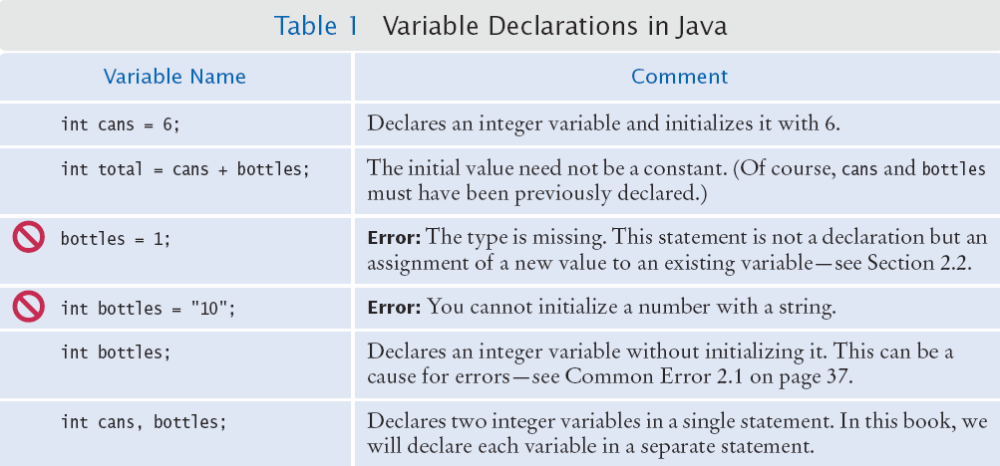 Table 1 Variable Declarations in Java
Variable Name Comment
int cans = 6; Declares an integer variable and initializes it with 6.
int total = cans + bottles; The initial value need not be a constant. (Of course, cans and bottles
must have been previously declared.)
bottles = 1; Error: The type is missing. This statement is not a declaration but an
assignment of a new value to an existing variable—see Section 2.2.
int bottles = "10"; Error: You cannot initialize a number with a string.
int bottles; Declares an integer variable without initializing it. This can be a
cause for errors—see Common Error 2.1 on page 37.
int cans, bottles; Declares two integer variables in a single statement. In this book, we
will declare each variable in a separate statement.